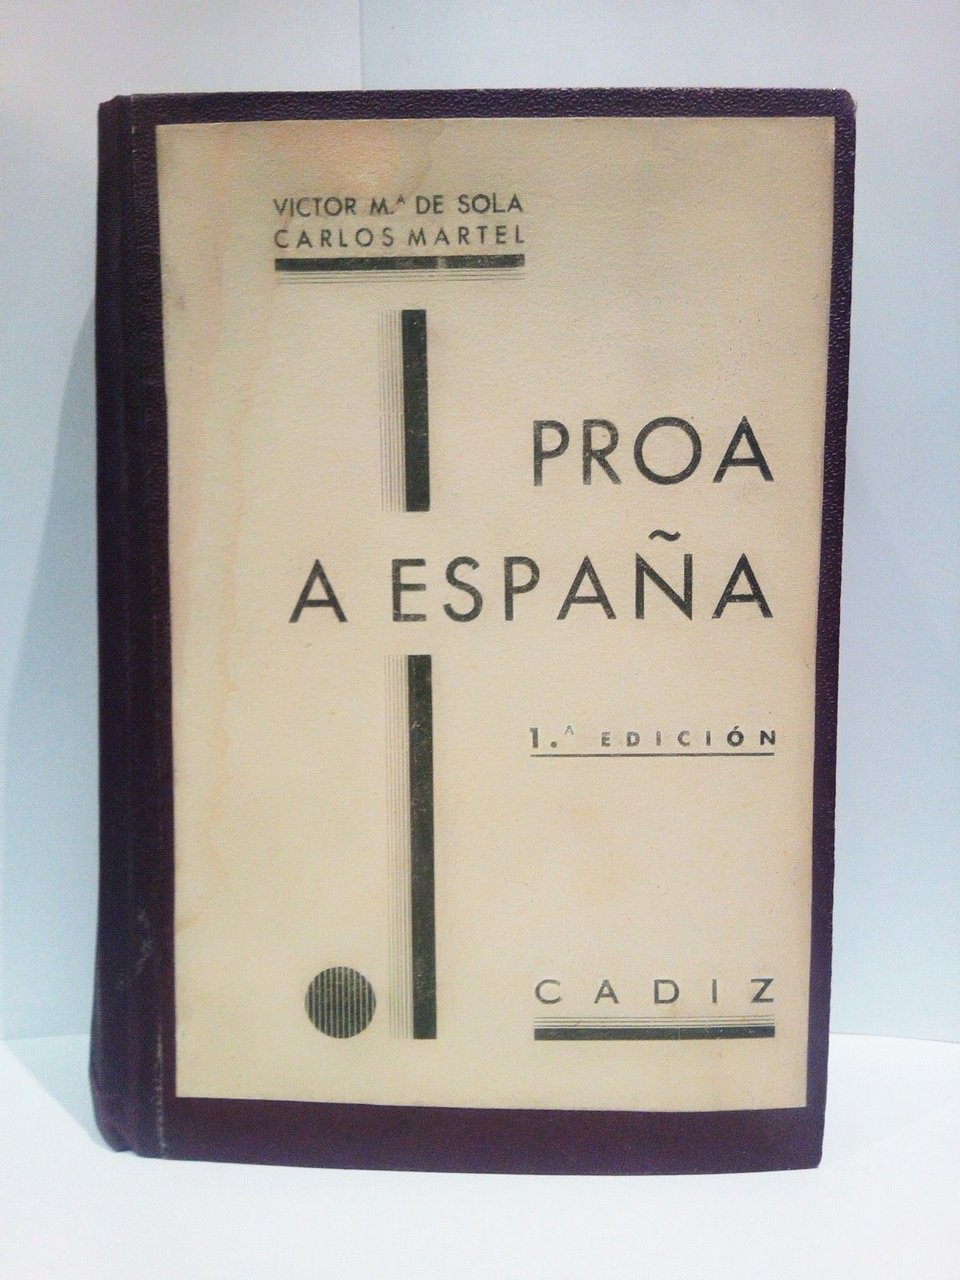 VICTOR M.ª DE SOLA
CARLOS MARTEL
PROA
A ESPAÑA
1.ª EDICIÓN
CADIZ